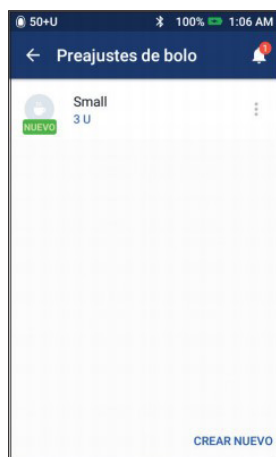 50+U 100% 1:06 AM
Preajustes de bolo 1
Small
NUEVO 3 U
CREAR NUEVO